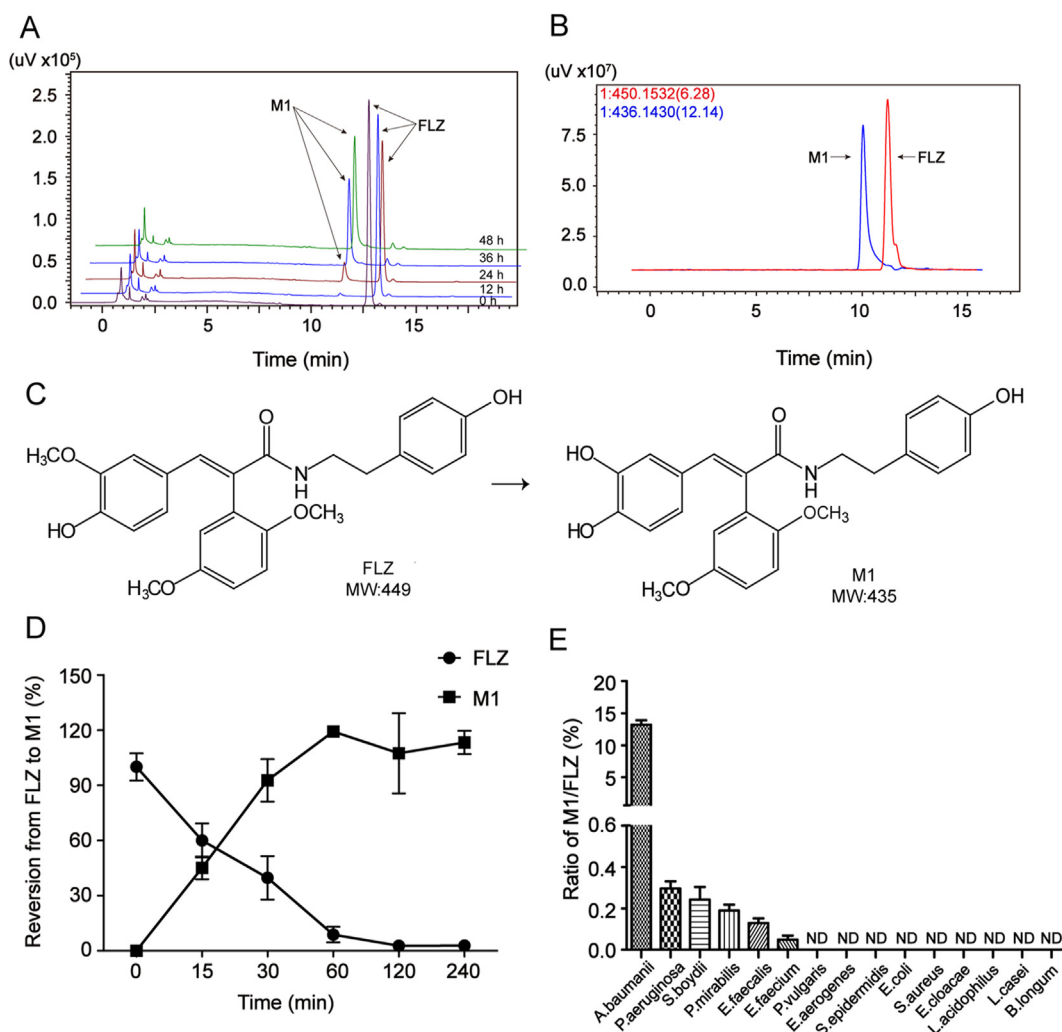 A
(uV x10⁵)
2.5
2.0
1.5
1.0
0.5
0.0
M1
FLZ
48 h
36 h
24 h
12 h
0 h
0 5 10 15
Time (min)
B
(uV x10⁷)
1:450.1532(6.28)
1:436.1430(12.14)
7.5
5.0
2.5
M1
FLZ
0 5 10 15
Time (min)
C
H₃CO
HO
O
N
H
OH
OCH₃
H₃CO
FLZ
MW:449
HO
HO
O
N
H
OH
OCH₃
H₃CO
M1
MW:435
D
FLZ
M1
Reversion from FLZ to M1 (%)
150
120
90
60
30
0
0 15 30 60 120 240
Time (min)
E
Ratio of M1/FLZ (%)
20
15
10
5
0.6
0.4
0.2
0.0
ND ND ND ND ND ND ND ND ND
A.baumanii
P.aeruginosa
S.boydii
P.mirabilis
E.faecalis
E.faecium
P.vulgaris
E.aerogenes
S.epidermidis
E.coli
S.aureus
E.cloacae
L.acidophilus
L.casei
B.longum